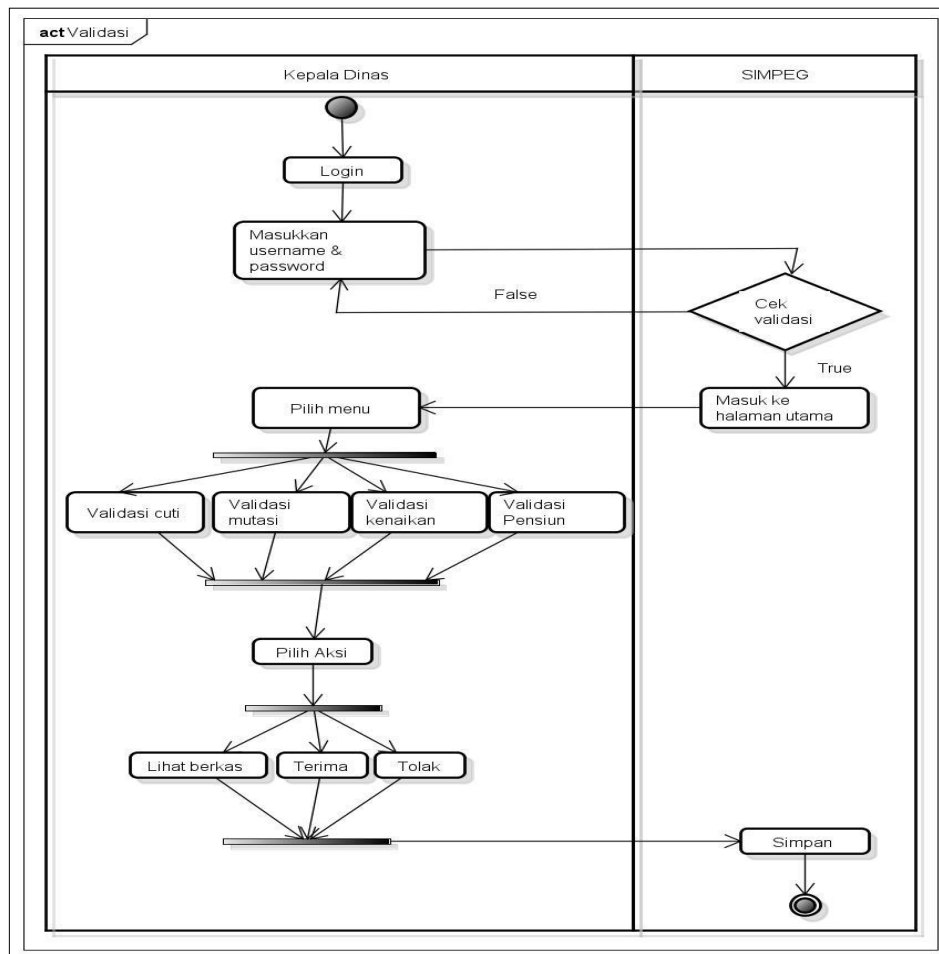 act Validasi
Kepala Dinas
SIMPEG
Login
Masukkan
username &
password
False
Cek
validasi
True
Pilih menu
Masuk ke
halaman utama
Validasi cuti
Validasi
mutasi
Validasi
kenaikan
Validasi
Pensiun
Pilih Aksi
Lihat berkas
Terima
Tolak
Simpan